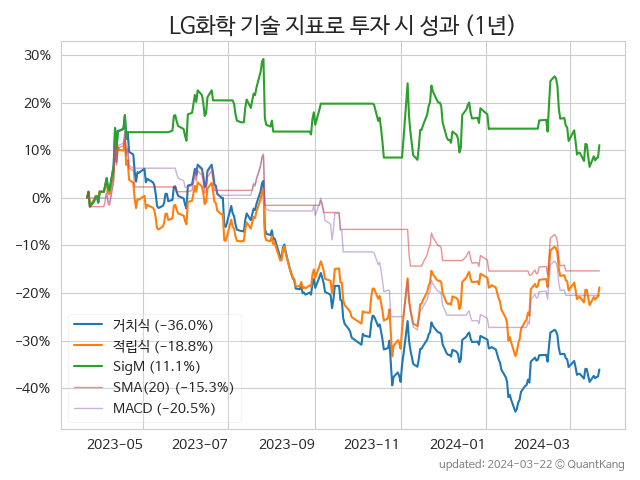 LG화학 기술 지표로 투자 시 성과 (1년)
30%
20%
10%
0%
−10%
−20%
−30%
−40%
거치식 (−36.0%)
적립식 (−18.8%)
SigM (11.1%)
SMA(20) (−15.3%)
MACD (−20.5%)
2023−05
2023−07
2023−09
2023−11
2024−01
2024−03
updated: 2024−03−22 © QuantKang